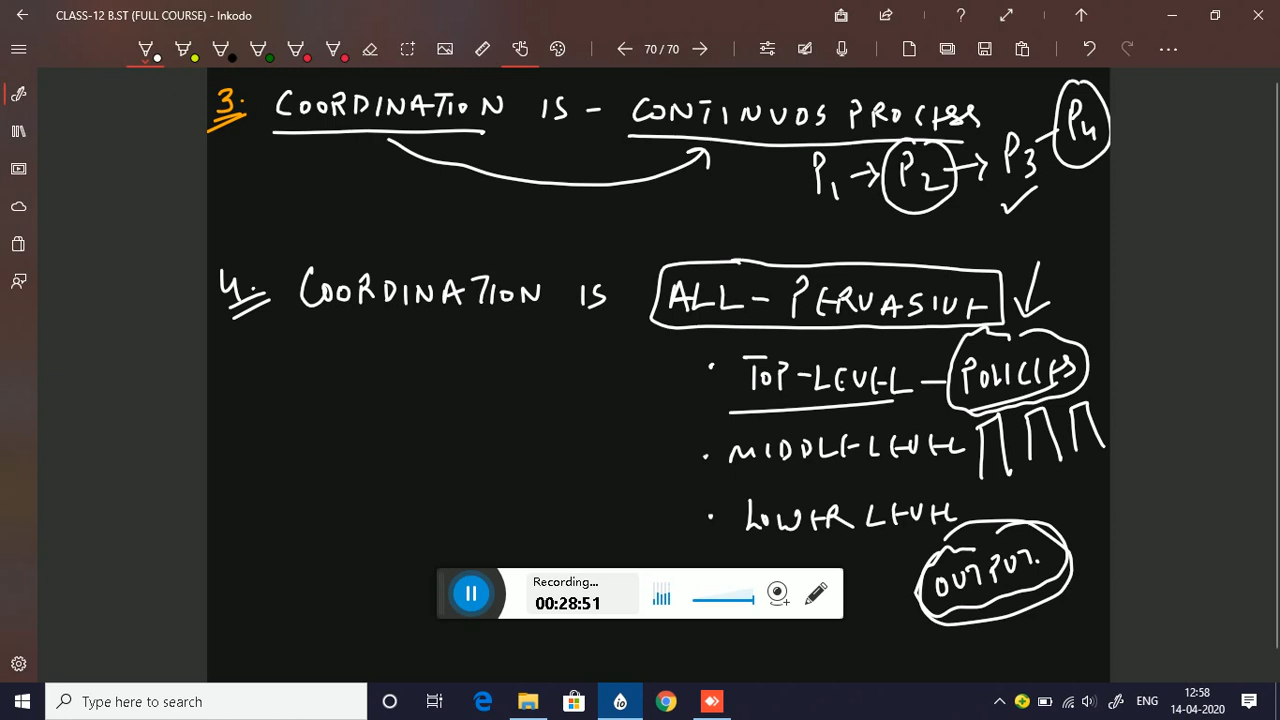 CLASS-12 B.ST (FULL COURSE) - Inkodo
70 / 70
3. COORDINATION IS - CONTINUOS PROCESS
P1 → P2 → P3 - P4
4. COORDINATION IS ALL - PERVASIVE
• TOP-LEVEL - POLICIES
• MIDDLE-LEVEL
• LOWER LEVEL
OUTPUT.
Recording...
00:28:51
Type here to search
ENG
12:58
14-04-2020